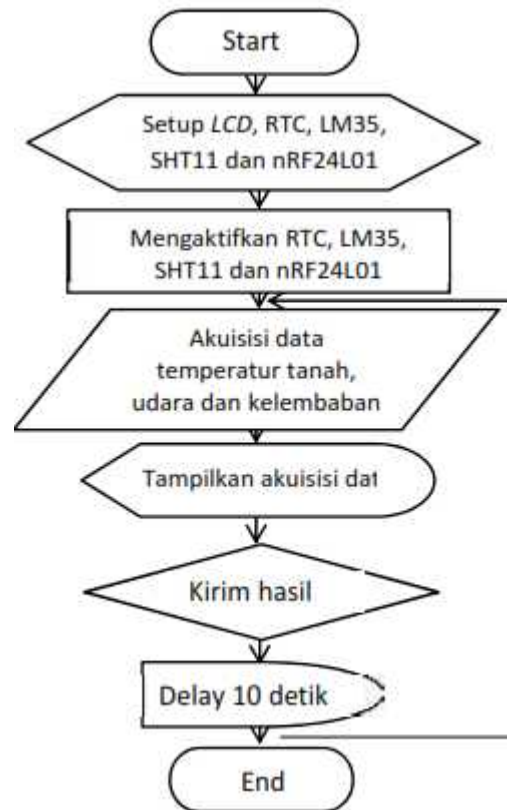 Start
Setup LCD, RTC, LM35,
SHT11 dan nRF24L01
Mengaktifkan RTC, LM35,
SHT11 dan nRF24L01
Akuisisi data
temperatur tanah,
udara dan kelembaban
Tampilkan akuisisi dat
Kirim hasil
Delay 10 detik
End